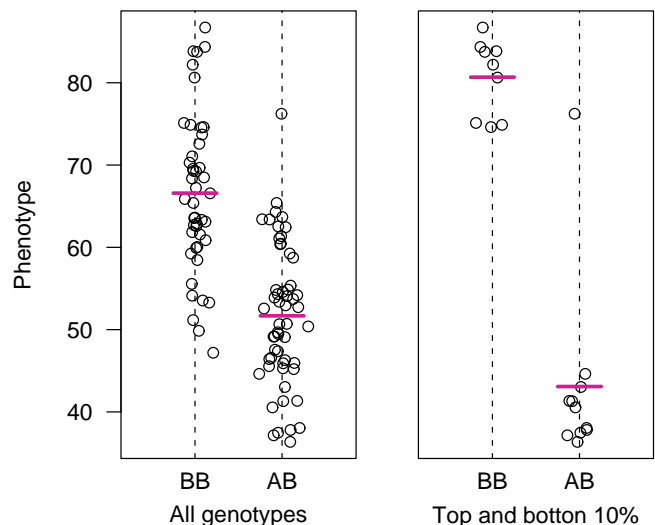 Phenotype
80
70
60
50
40
BB AB
All genotypes
BB AB
Top and botton 10%